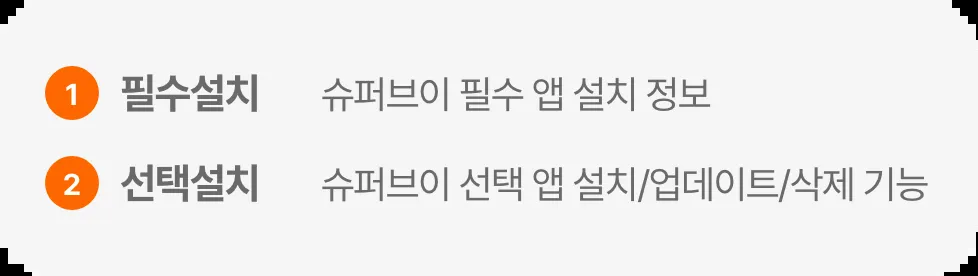 1 필수설치 슈퍼브이 필수 앱 설치 정보
2 선택설치 슈퍼브이 선택 앱 설치/업데이트/삭제 기능